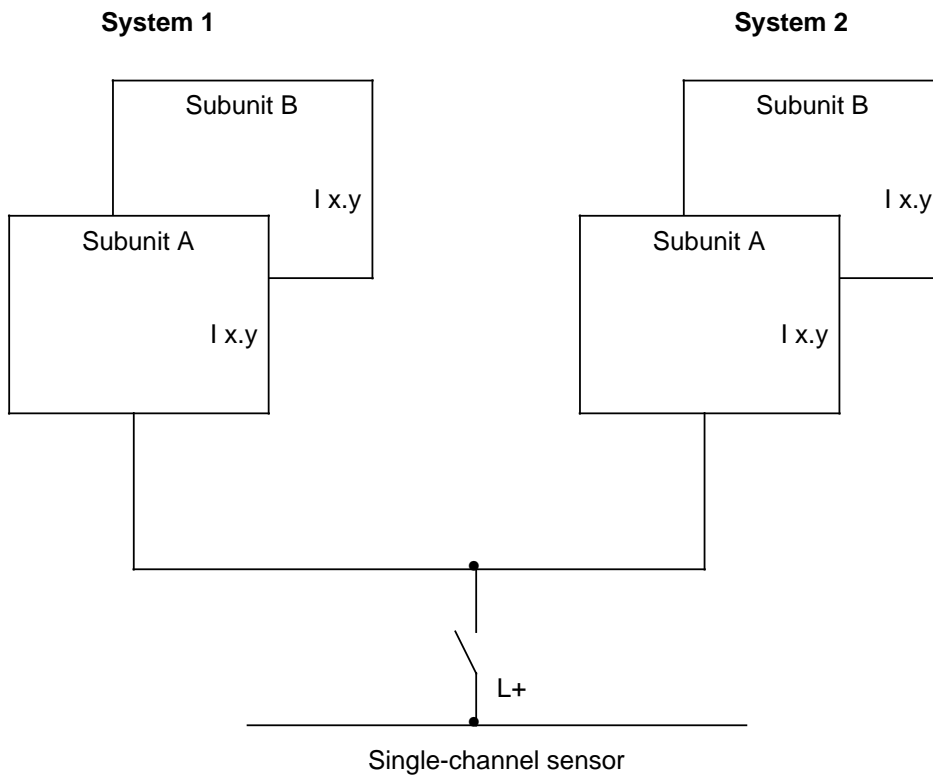 System 1
System 2
Subunit B
Subunit B
I x.y
I x.y
Subunit A
Subunit A
I x.y
I x.y
L+
Single-channel sensor